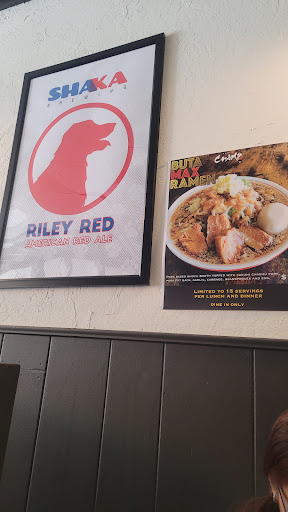 SHAKA
BREWING
RILEY RED
AMERICAN RED ALE
BUTA
MAX
RAMEN
LIMITED TO 15 SERVINGS
PER LUNCH AND DINNER
DINE IN ONLY